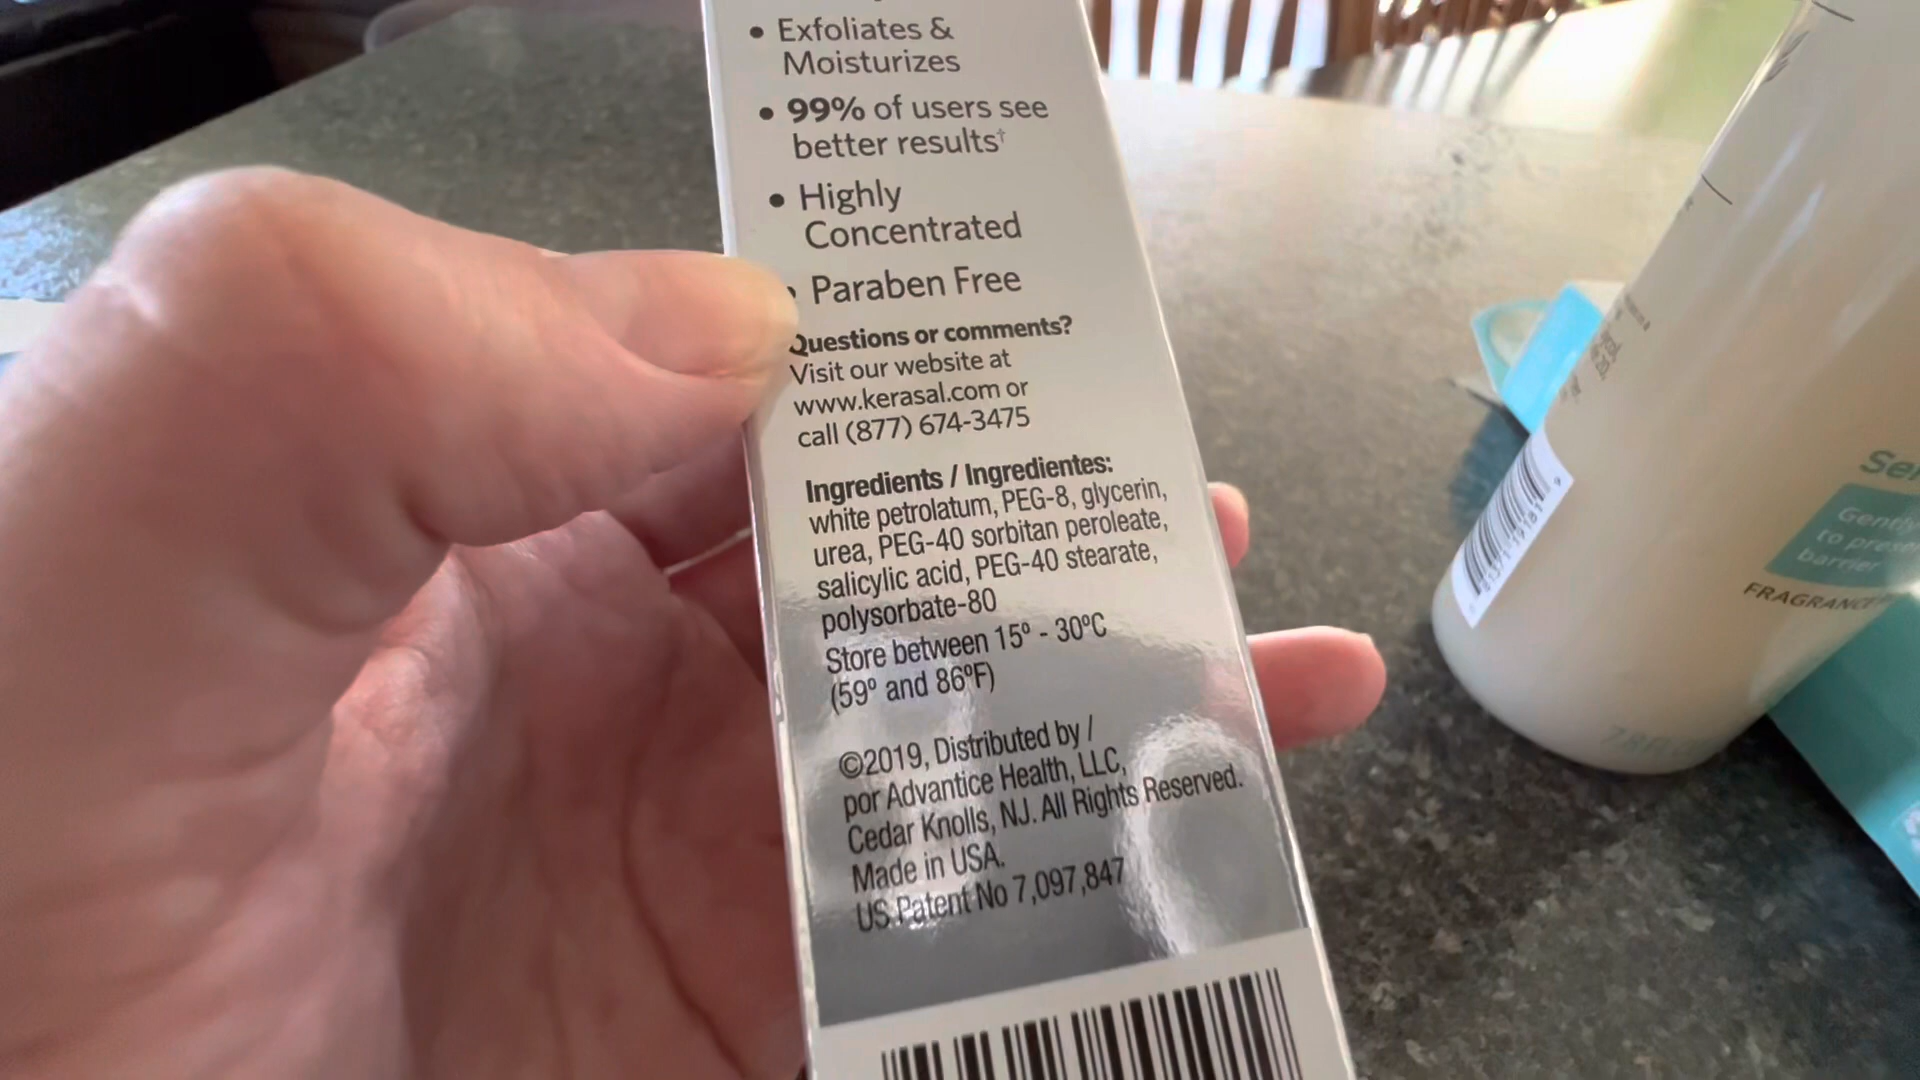 • Exfoliates &
Moisturizes
• 99% of users see
better results†
• Highly
Concentrated
• Paraben Free
Questions or comments?
Visit our website at
www.kerasal.com or
call (877) 674-3475
Ingredients / Ingredientes:
white petrolatum, PEG-8, glycerin,
urea, PEG-40 sorbitan peroleate,
salicylic acid, PEG-40 stearate,
polysorbate-80
Store between 15º - 30ºC
(59º and 86ºF)
©2019, Distributed by /
por Advantice Health, LLC,
Cedar Knolls, NJ. All Rights Reserved.
Made in USA.
US Patent No 7,097,847
to
barrier